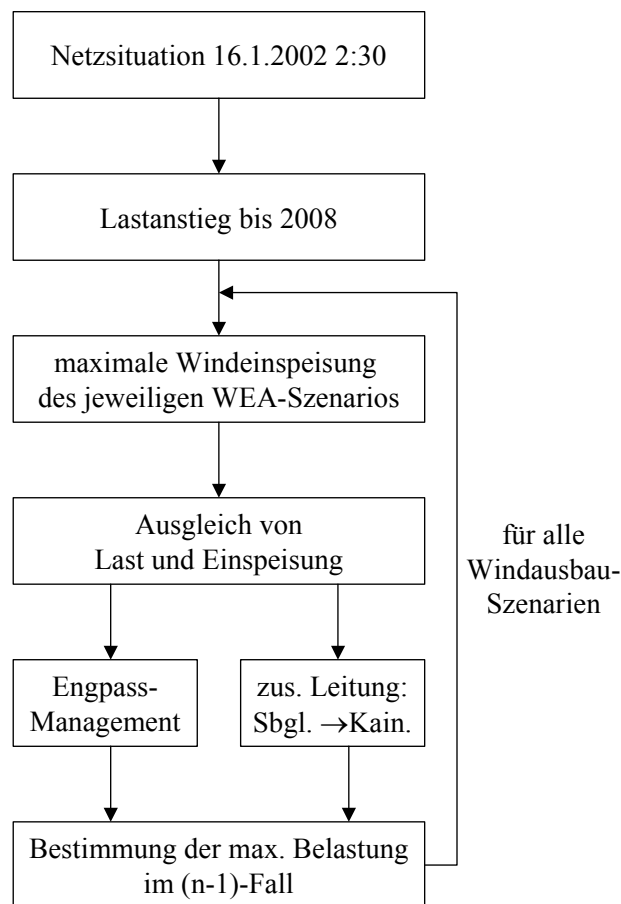 Netzsituation 16.1.2002 2:30
Lastanstieg bis 2008
maximale Windeinspeisung
des jeweiligen WEA-Szenarios
Ausgleich von
Last und Einspeisung
für alle
Windausbau-
Szenarien
Engpass-
Management
zus. Leitung:
Sbgl. →Kain.
Bestimmung der max. Belastung
im (n-1)-Fall